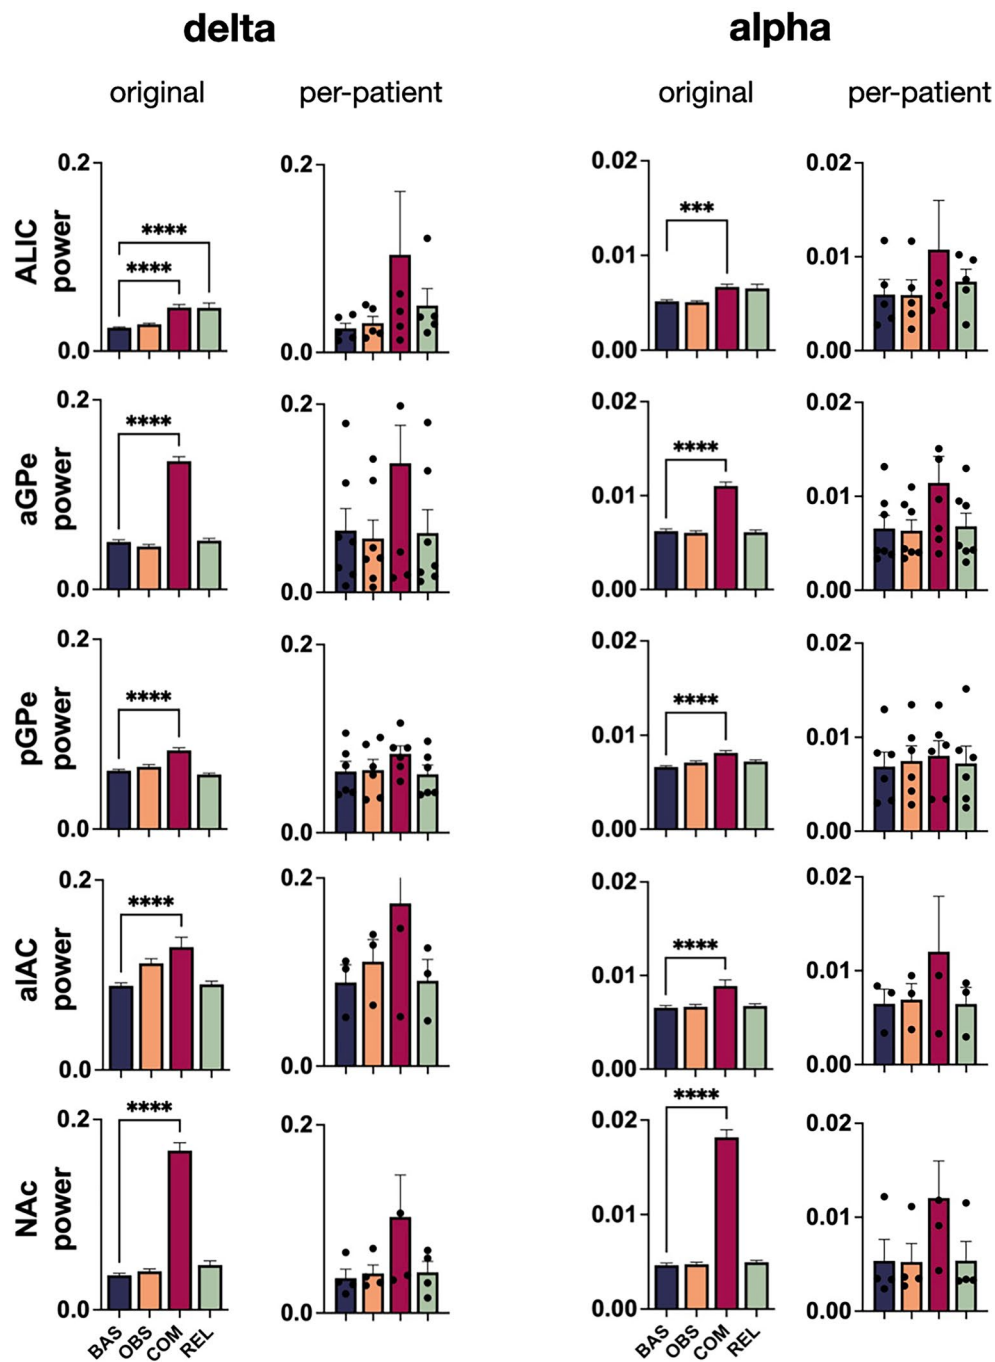 delta alpha
original per-patient original per-patient
ALIC power
0.2 0.2 0.02 0.02
**** ***
**** 0.01 0.01
0.0 0.0 0.00 0.00
aGPe power
0.2 0.2 0.02 0.02
**** ****
0.01 0.01
0.0 0.0 0.00 0.00
pGPe power
0.2 0.2 0.02 0.02
**** ****
0.01 0.01
0.0 0.0 0.00 0.00
aIAC power
0.2 0.2 0.02 0.02
**** ****
0.01 0.01
0.0 0.0 0.00 0.00
NAc power
**** ****
0.2 0.2 0.02 0.02
0.01 0.01
0.0 0.0 0.00 0.00
BAS OBS COM REL BAS OBS COM REL